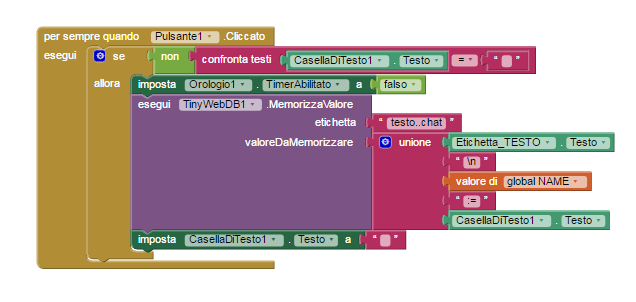 per sempre quando Pulsante1 .Cliccato
esegui se non confronta testi CasellaDiTesto1 . Testo = " "
allora imposta Orologio1 . TimerAbilitato a falso
esegui TinyWebDB1 .MemorizzaValore
etichetta " testo..chat "
valoreDaMemorizzare unione Etichetta_TESTO . Testo
" \n "
valore di global NAME
" := "
CasellaDiTesto1 . Testo
imposta CasellaDiTesto1 . Testo a " "